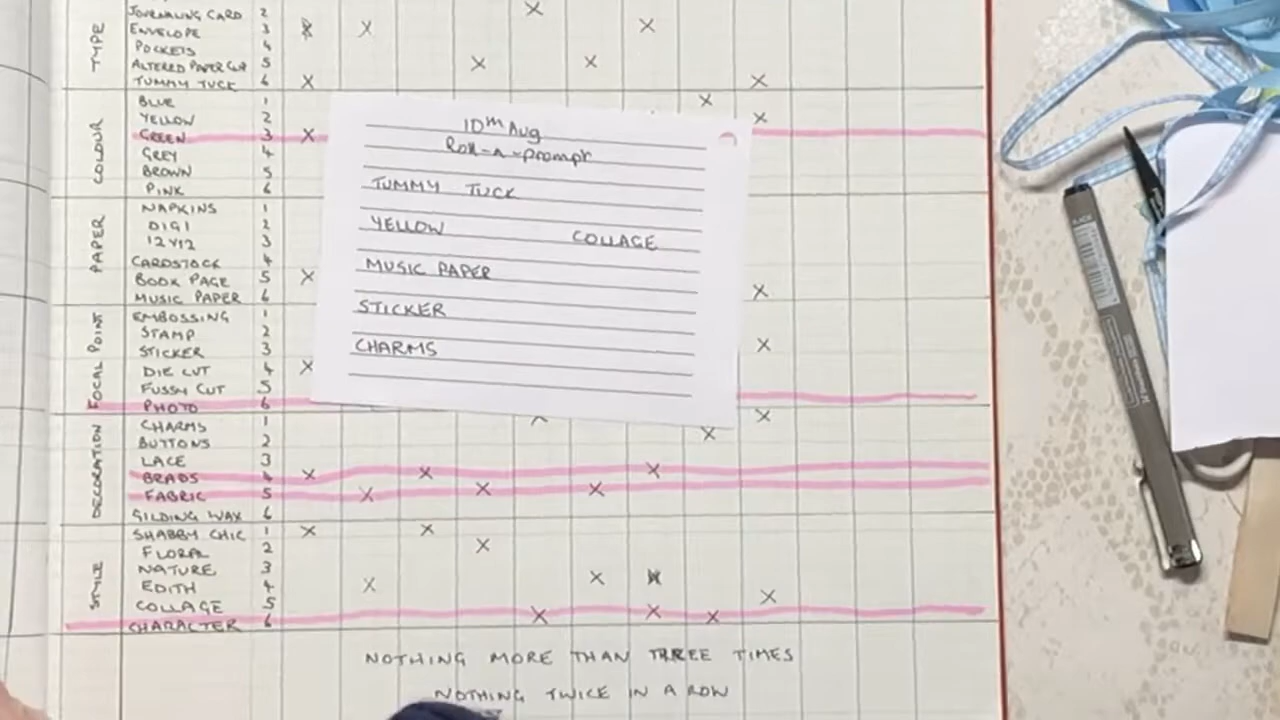 JOURNALING CARD 2
TYPE
ENVELOPE 3
POCKETS 4
ALTERED PAPER CLIP 5
TUMMY TUCK 6
COLOUR
BLUE 1
YELLOW 2
GREEN 3
GREY 4
BROWN 5
PINK 6
PAPER
NAPKINS 1
DIGI 2
12X12 3
CARDSTOCK 4
BOOK PAGE 5
MUSIC PAPER 6
FOCAL POINT
EMBOSSING 1
STAMP 2
STICKER 3
DIE CUT 4
FUSSY CUT 5
PHOTO 6
DECORATION
CHARMS 1
BUTTONS 2
LACE 3
BRADS 4
FABRIC 5
GILDING WAX 6
STYLE
SHABBY CHIC 1
FLORAL 2
NATURE 3
EDITH 4
COLLAGE 5
CHARACTER 6
10TH Aug
Roll-a-prompt
TUMMY TUCK
YELLOW COLLAGE
MUSIC PAPER
STICKER
CHARMS
NOTHING MORE THAN THREE TIMES
NOTHING TWICE IN A ROW
BLACK